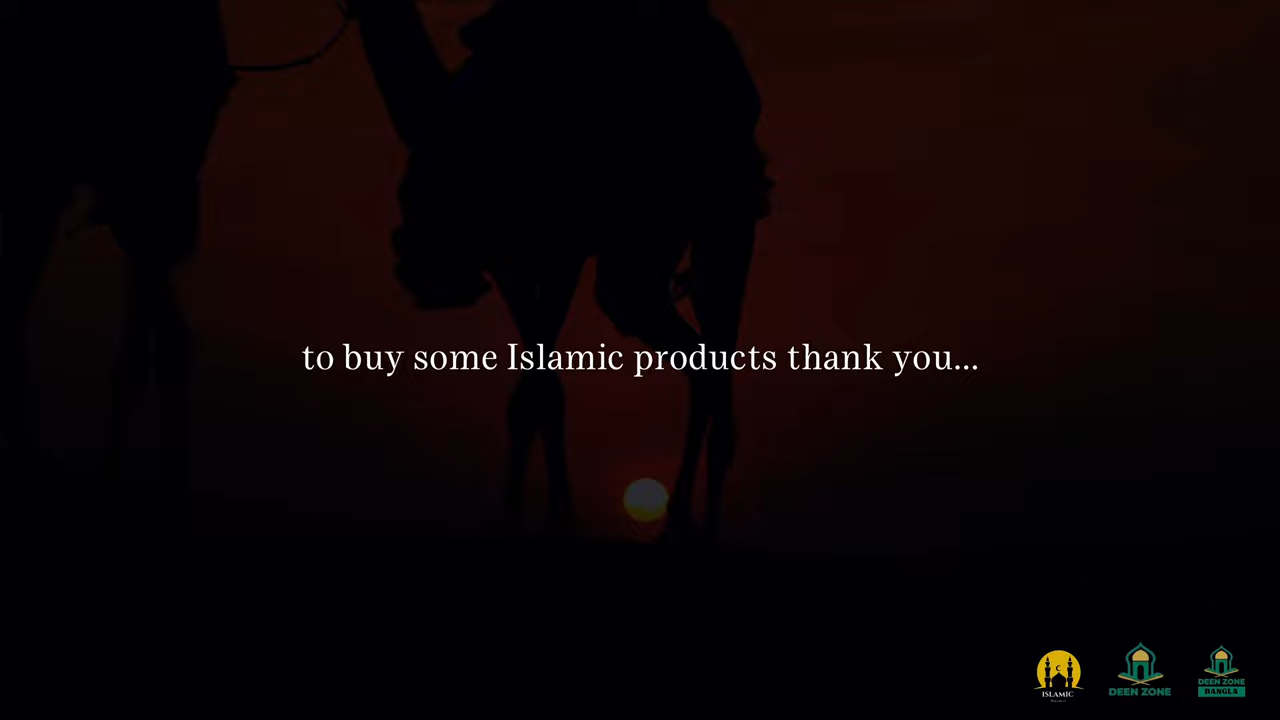 to buy some Islamic products thank you...
ISLAMIC
DEEN ZONE
DEEN ZONE
BANGLA